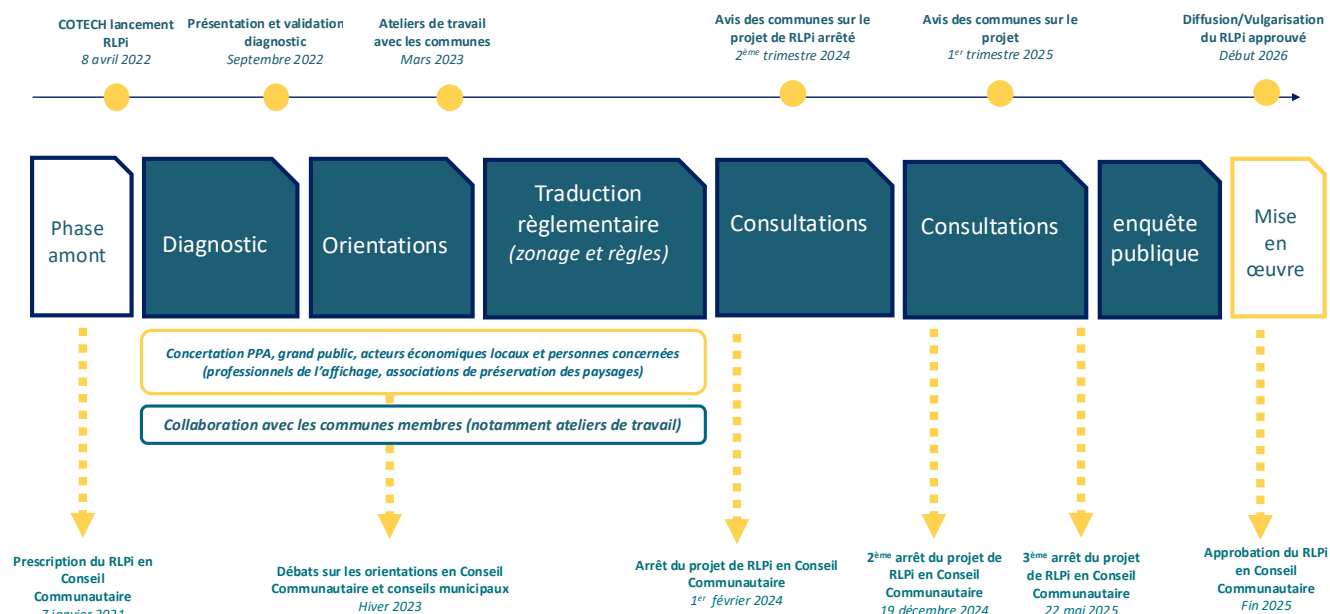 COTECH lancement
RLPi
8 avril 2022
Présentation et validation
diagnostic
Septembre 2022
Ateliers de travail
avec les communes
Mars 2023
Avis des communes sur le
projet de RLPi arrêté
2ème trimestre 2024
Avis des communes sur le
projet
1er trimestre 2025
Diffusion/Vulgarisation
du RLPi approuvé
Début 2026
Phase
amont
Diagnostic
Orientations
Traduction
règlementaire
(zonage et règles)
Consultations
Consultations
enquête
publique
Mise
en
œuvre
Concertation PPA, grand public, acteurs économiques locaux et personnes concernées
(professionnels de l’affichage, associations de préservation des paysages)
Collaboration avec les communes membres (notamment ateliers de travail)
Prescription du RLPi en
Conseil
Communautaire
7 janvier 2021
Débats sur les orientations en Conseil
Communautaire et conseils municipaux
Hiver 2023
Arrêt du projet de RLPi en Conseil
Communautaire
1er février 2024
2ème arrêt du projet de
RLPi en Conseil
Communautaire
19 décembre 2024
3ème arrêt du projet
de RLPi en Conseil
Communautaire
22 mai 2025
Approbation du RLPi
en Conseil
Communautaire
Fin 2025